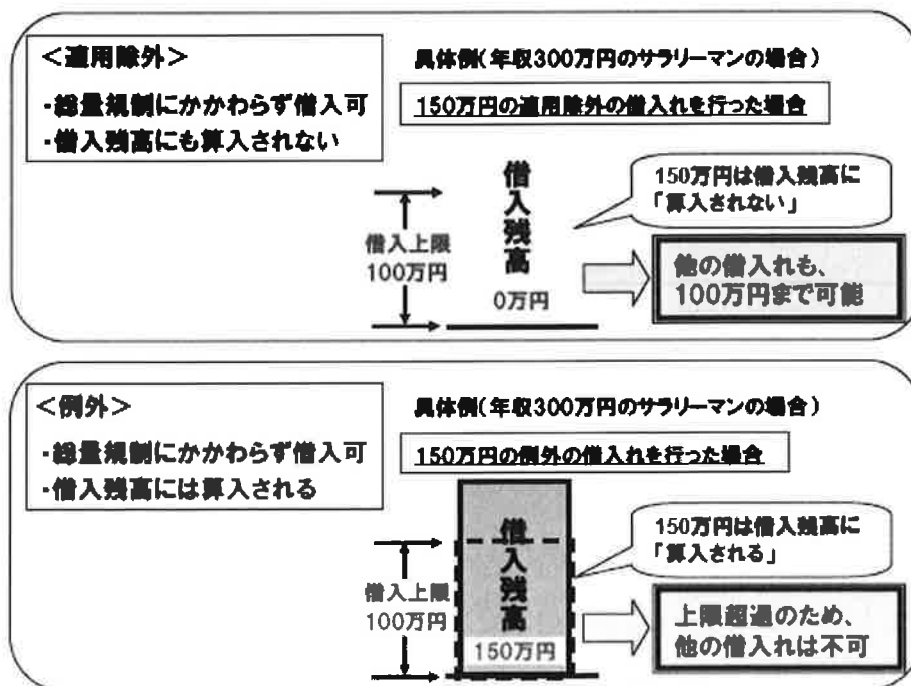 <適用除外>
・総量規制にかかわらず借入可
・借入残高にも算入されない
具体例(年収300万円のサラリーマンの場合)
150万円の適用除外の借入れを行った場合
借入残高
0万円
借入上限
100万円
150万円は借入残高に
「算入されない」
他の借入れも、
100万円まで可能
<例外>
・総量規制にかかわらず借入可
・借入残高には算入される
具体例(年収300万円のサラリーマンの場合)
150万円の例外の借入れを行った場合
借入残高
150万円
借入上限
100万円
150万円は借入残高に
「算入される」
上限超過のため、
他の借入れは不可